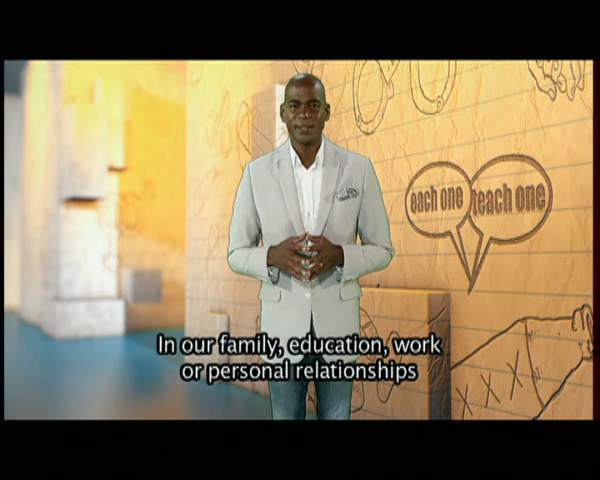 each one teach one
In our family, education, work
or personal relationships